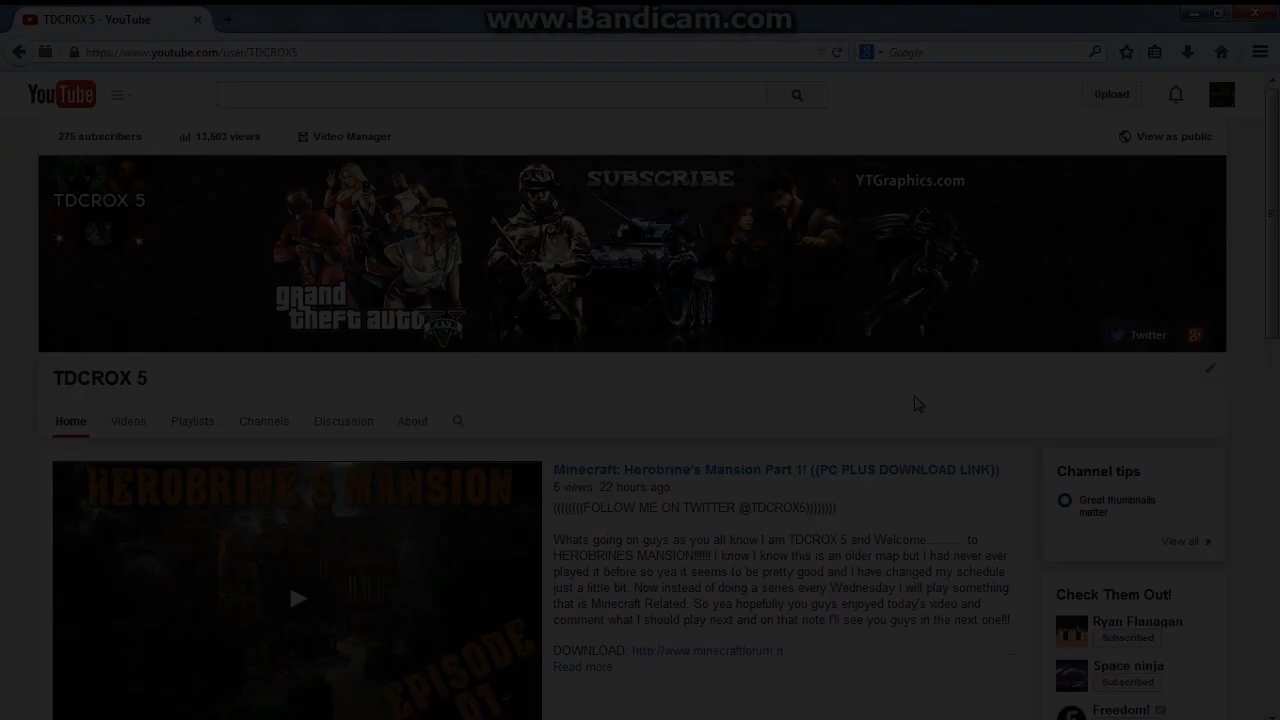 TDCROX 5 - YouTube
www.Bandicam.com
https://www.youtube.com/user/TDCROX5
Google
YouTube
Upload
275 subscribers
13,503 views
Video Manager
View as public
TDCROX 5
SUBSCRIBE
YTGraphics.com
grand
theft auto
FIVE
Twitter
TDCROX 5
Home
Videos
Playlists
Channels
Discussion
About
HEROBRINE'S MANSION
EPISODE
01
Minecraft: Herobrine's Mansion Part 1! ((PC PLUS DOWNLOAD LINK))
6 views 22 hours ago
((((((((FOLLOW ME ON TWITTER @TDCROX5))))))))
Whats going on guys as you all know I am TDCROX 5 and Welcome.......... to
HEROBRINES MANSION!!!!!! I know I know this is an older map but I had never ever
played it before so yea it seems to be pretty good and I have changed my schedule
just a little bit. Now instead of doing a series every Wednesday I will play something
that is Minecraft Related. So yea hopefully you guys enjoyed today's video and
comment what I should play next and on that note I'll see you guys in the next one!!!
DOWNLOAD: http://www.minecraftforum.n... ...
Read more
Channel tips
Great thumbnails
matter
View all »
Check Them Out!
Ryan Flanagan
Subscribed
Space ninja
Subscribed
Freedom!